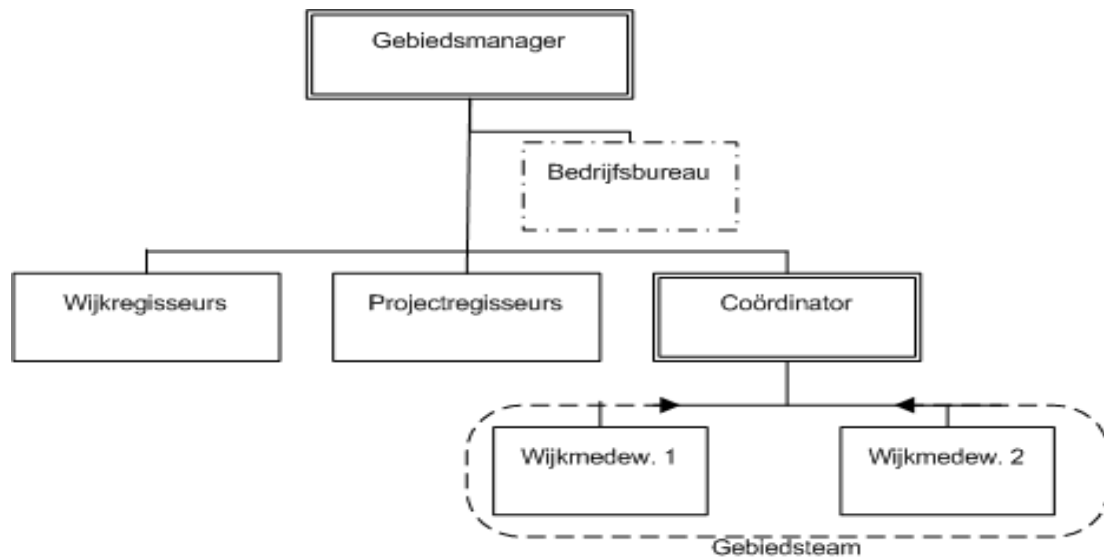 Gebiedsmanager
Bedrijfsbureau
Wijkregisseurs
Projectregisseurs
Coördinator
Wijkmedew. 1
Wijkmedew. 2
Gebiedsteam